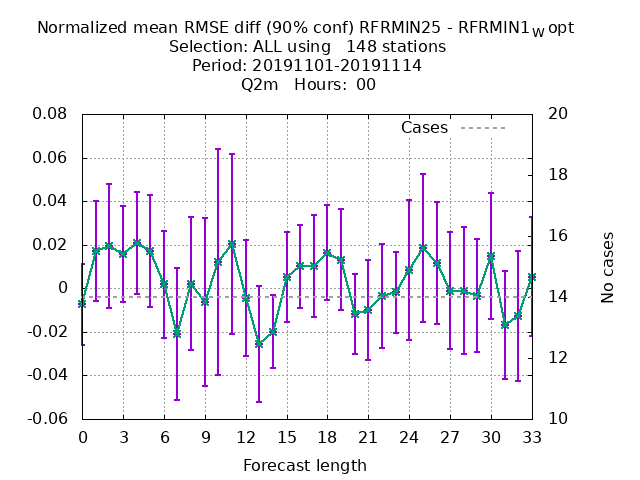 Normalized mean RMSE diff (90% conf) RFRMIN25 - RFRMIN1w opt
Selection: ALL using 148 stations
Period: 20191101-20191114
Q2m Hours: 00
Cases
0.08
0.06
0.04
0.02
0
-0.02
-0.04
-0.06
20
18
16
14
12
10
No cases
0 3 6 9 12 15 18 21 24 27 30 33
Forecast length